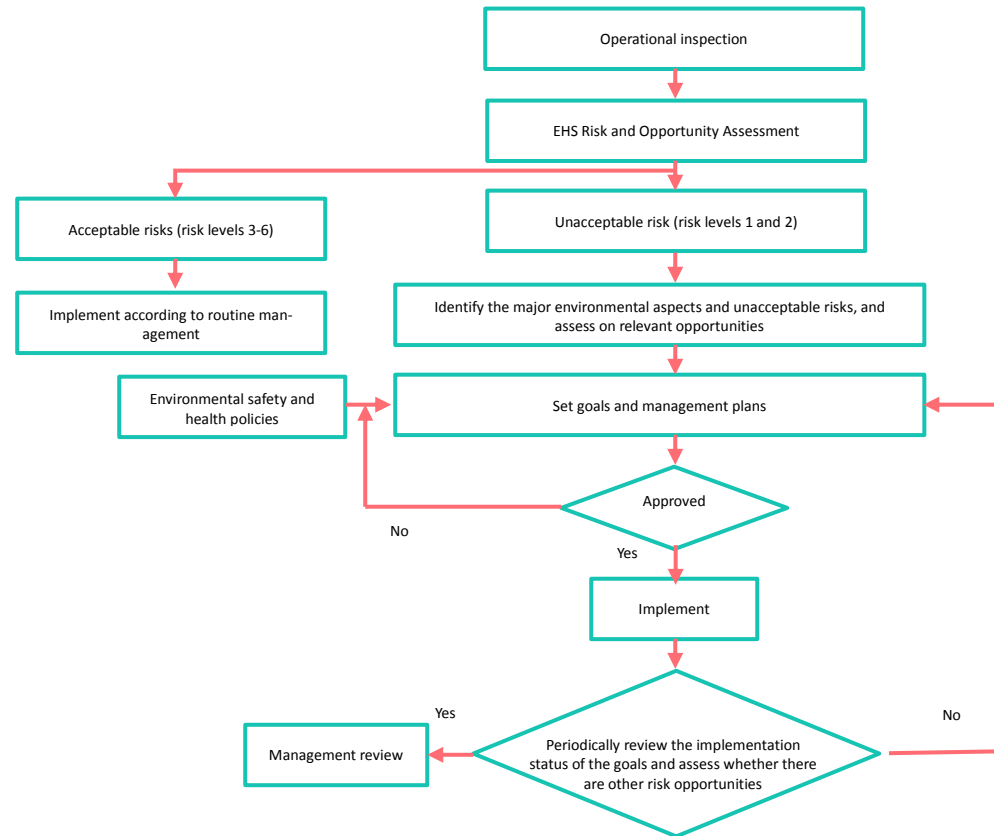 Operational inspection
EHS Risk and Opportunity Assessment
Acceptable risks (risk levels 3-6)
Unacceptable risk (risk levels 1 and 2)
Implement according to routine man-
agement
Identify the major environmental aspects and unacceptable risks, and
assess on relevant opportunities
Environmental safety and
health policies
Set goals and management plans
Approved
No
Yes
Implement
Yes
No
Management review
Periodically review the implementation
status of the goals and assess whether there
are other risk opportunities